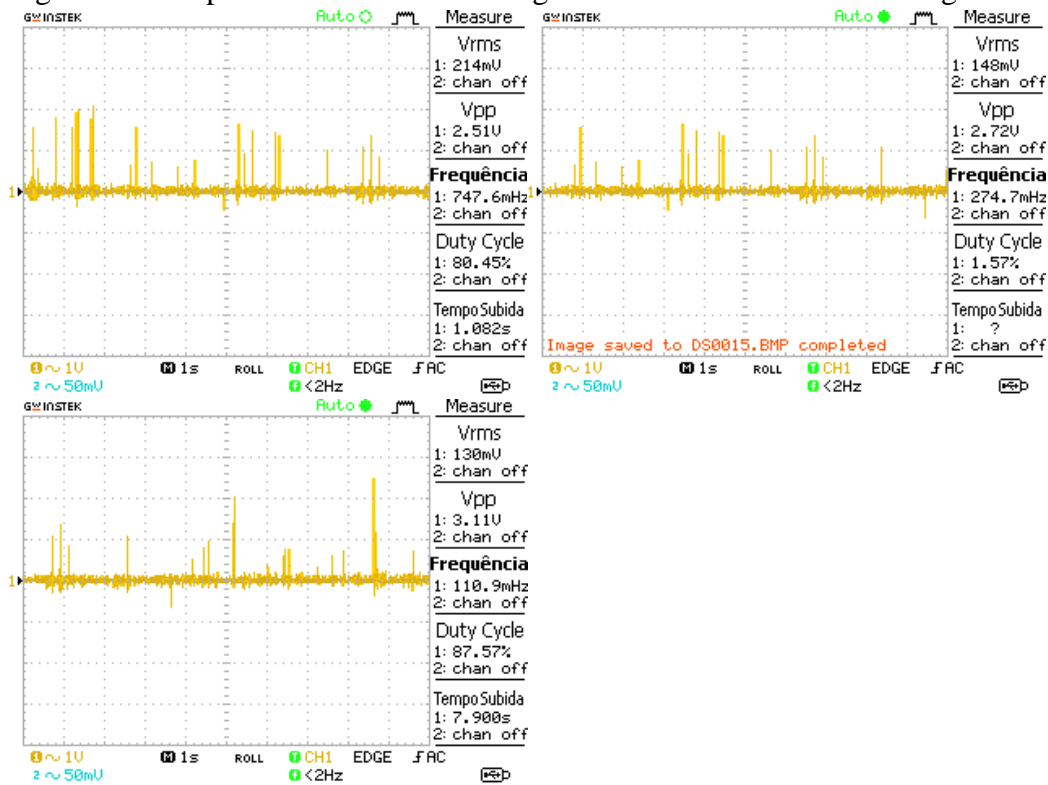 GWINSTEK Auto Measure
Vrms
1: 214mV
2: chan off
Vpp
1: 2.51V
2: chan off
Frequência
1: 747.6mHz
2: chan off
Duty Cycle
1: 80.45%
2: chan off
Tempo Subida
1: 1.082s
2: chan off
1
1 ~ 1V M 1s ROLL T CH1 EDGE AC
2 ~ 50mV f <2Hz
GWINSTEK Auto Measure
Vrms
1: 148mV
2: chan off
Vpp
1: 2.72V
2: chan off
Frequência
1: 274.7mHz
2: chan off
Duty Cycle
1: 1.57%
2: chan off
Tempo Subida
1: ?
2: chan off
1
Image saved to DS0015.BMP completed
1 ~ 1V M 1s ROLL T CH1 EDGE AC
2 ~ 50mV f <2Hz
GWINSTEK Auto Measure
Vrms
1: 130mV
2: chan off
Vpp
1: 3.11V
2: chan off
Frequência
1: 110.9mHz
2: chan off
Duty Cycle
1: 87.57%
2: chan off
Tempo Subida
1: 7.900s
2: chan off
1
1 ~ 1V M 1s ROLL T CH1 EDGE AC
2 ~ 50mV f <2Hz